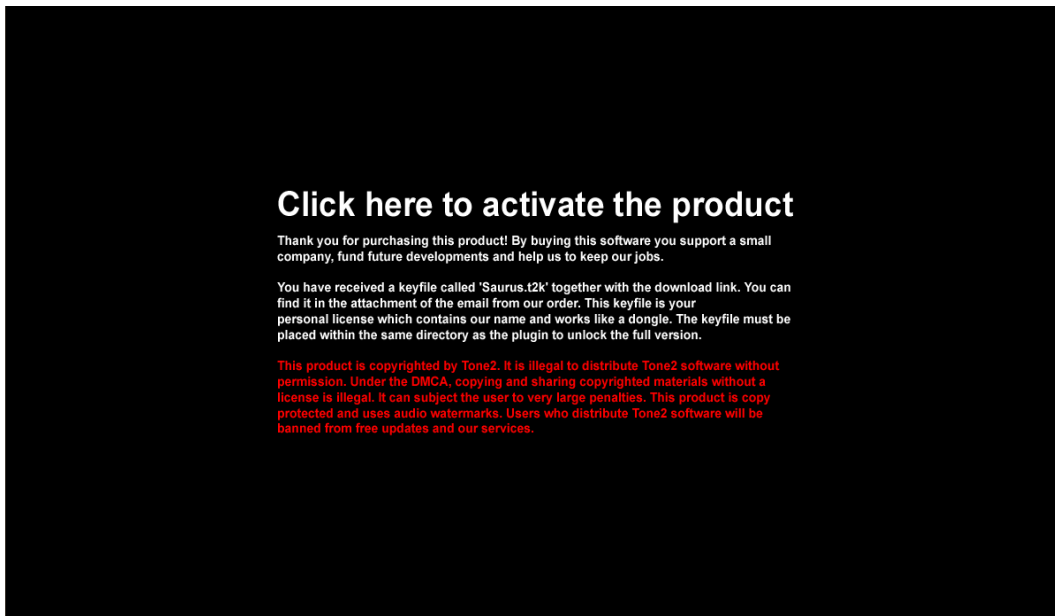 Click here to activate the product
Thank you for purchasing this product! By buying this software you support a small
company, fund future developments and help us to keep our jobs.
You have received a keyfile called 'Saurus.t2k' together with the download link. You can
find it in the attachment of the email from our order. This keyfile is your
personal license which contains our name and works like a dongle. The keyfile must be
placed within the same directory as the plugin to unlock the full version.
This product is copyrighted by Tone2. It is illegal to distribute Tone2 software without
permission. Under the DMCA, copying and sharing copyrighted materials without a
license is illegal. It can subject the user to very large penalties. This product is copy
protected and uses audio watermarks. Users who distribute Tone2 software will be
banned from free updates and our services.